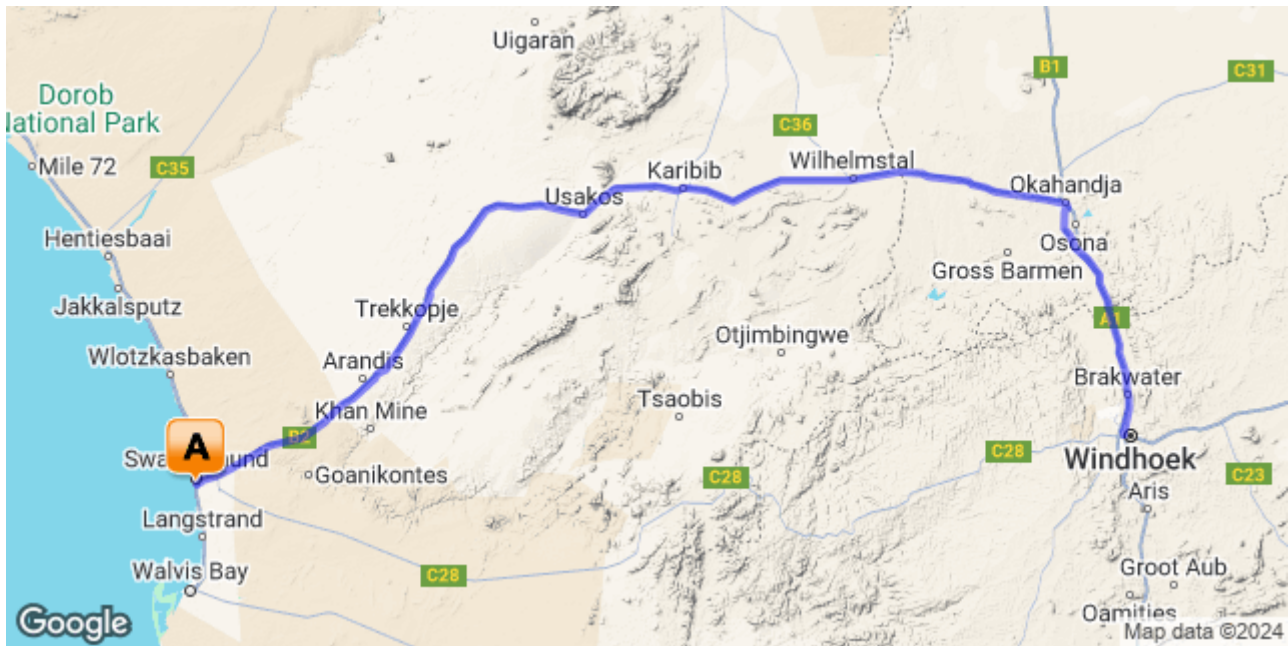 Uigaran
B1
C31
Dorob
National Park
C35
Mile 72
C36
Karibib
Wilhelmstal
Usakos
Okahandja
Hentiesbaai
Osona
Gross Barmen
Jakkalsputz
Trekkopje
A1
Otjimbingwe
Wlotzkasbaken
Arandis
Brakwater
Khan Mine
Tsaobis
B2
A
Goanikontes
C28
C28
Windhoek
C23
Aris
Langstrand
Walvis Bay
C28
Groot Aub
Oamities
Google
Map data ©2024